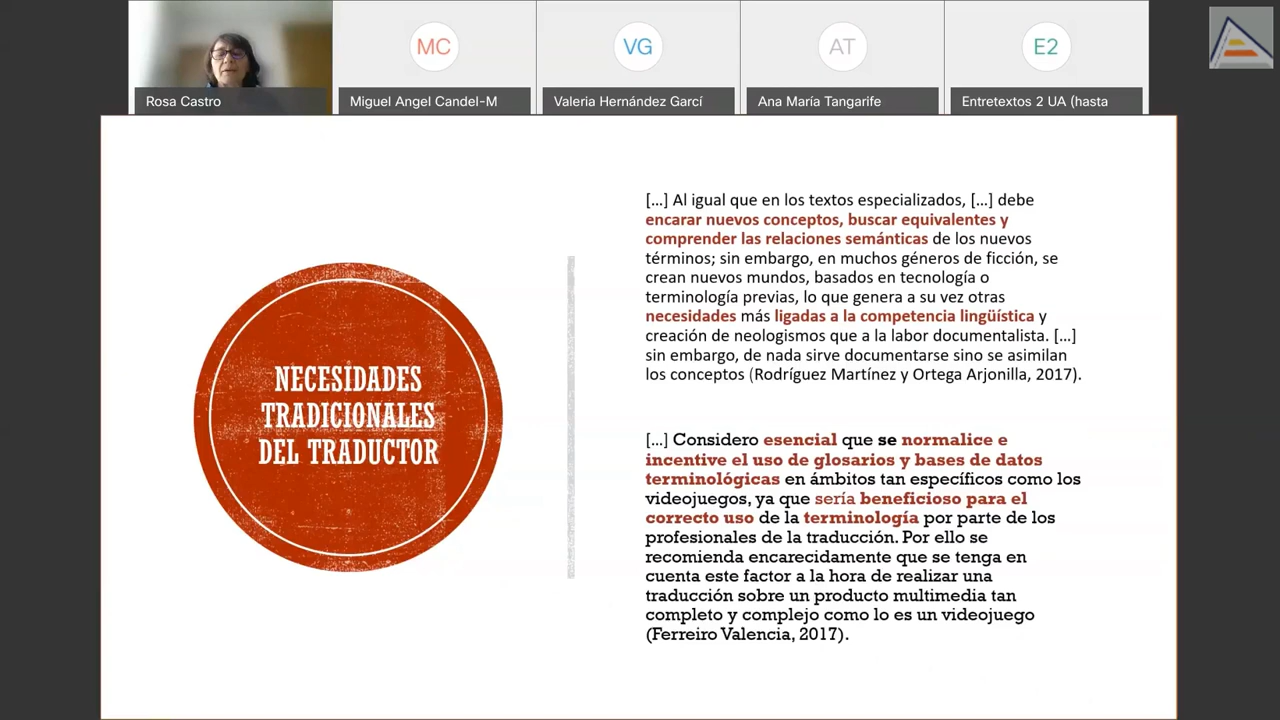 MC
VG
AT
E2
Rosa Castro
Miguel Angel Candel-M
Valeria Hernández Garcí
Ana María Tangarife
Entretextos 2 UA (hasta
NECESIDADES
TRADICIONALES
DEL TRADUCTOR
[...] Al igual que en los textos especializados, [...] debe
encarar nuevos conceptos, buscar equivalentes y
comprender las relaciones semánticas de los nuevos
términos; sin embargo, en muchos géneros de ficción, se
crean nuevos mundos, basados en tecnología o
terminología previas, lo que genera a su vez otras
necesidades más ligadas a la competencia lingüística y
creación de neologismos que a la labor documentalista. [...]
sin embargo, de nada sirve documentarse sino se asimilan
los conceptos (Rodríguez Martínez y Ortega Arjonilla, 2017).
[...] Considero esencial que se normalice e
incentive el uso de glosarios y bases de datos
terminológicas en ámbitos tan específicos como los
videojuegos, ya que sería beneficioso para el
correcto uso de la terminología por parte de los
profesionales de la traducción. Por ello se
recomienda encarecidamente que se tenga en
cuenta este factor a la hora de realizar una
traducción sobre un producto multimedia tan
completo y complejo como lo es un videojuego
(Ferreiro Valencia, 2017).